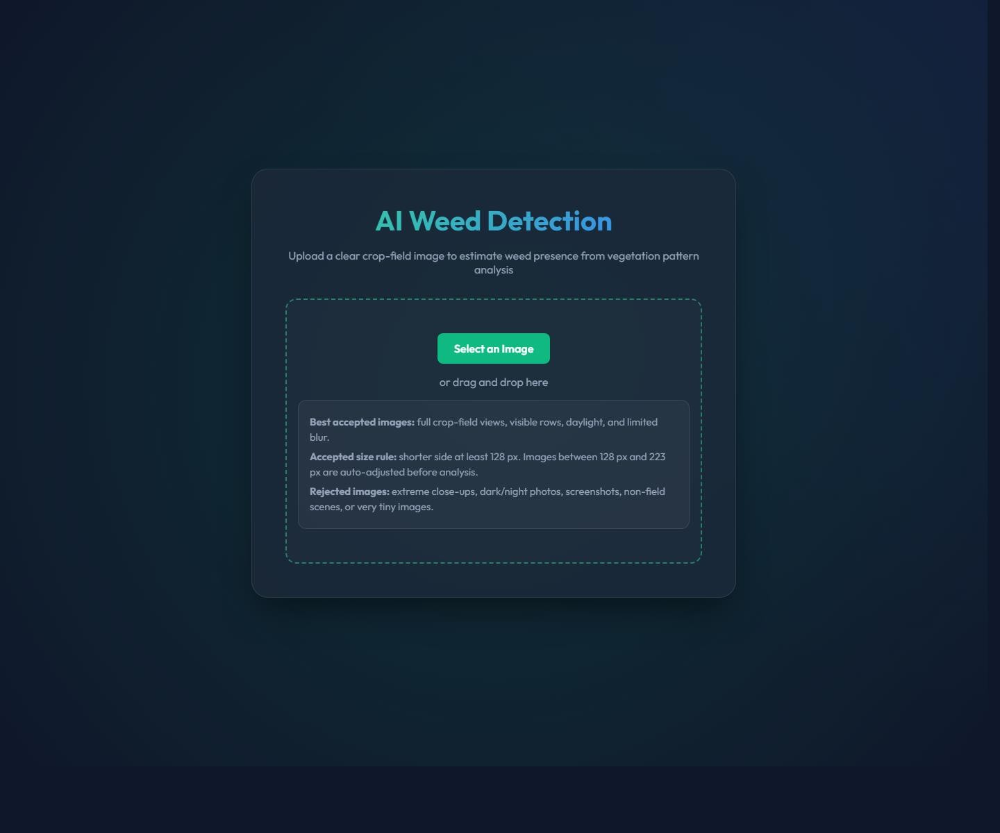 AI Weed Detection
Upload a clear crop-field image to estimate weed presence from vegetation pattern
analysis
Select an Image
or drag and drop here
Best accepted images: full crop-field views, visible rows, daylight, and limited
blur.
Accepted size rule: shorter side at least 128 px. Images between 128 px and 223
px are auto-adjusted before analysis.
Rejected images: extreme close-ups, dark/night photos, screenshots, non-field
scenes, or very tiny images.